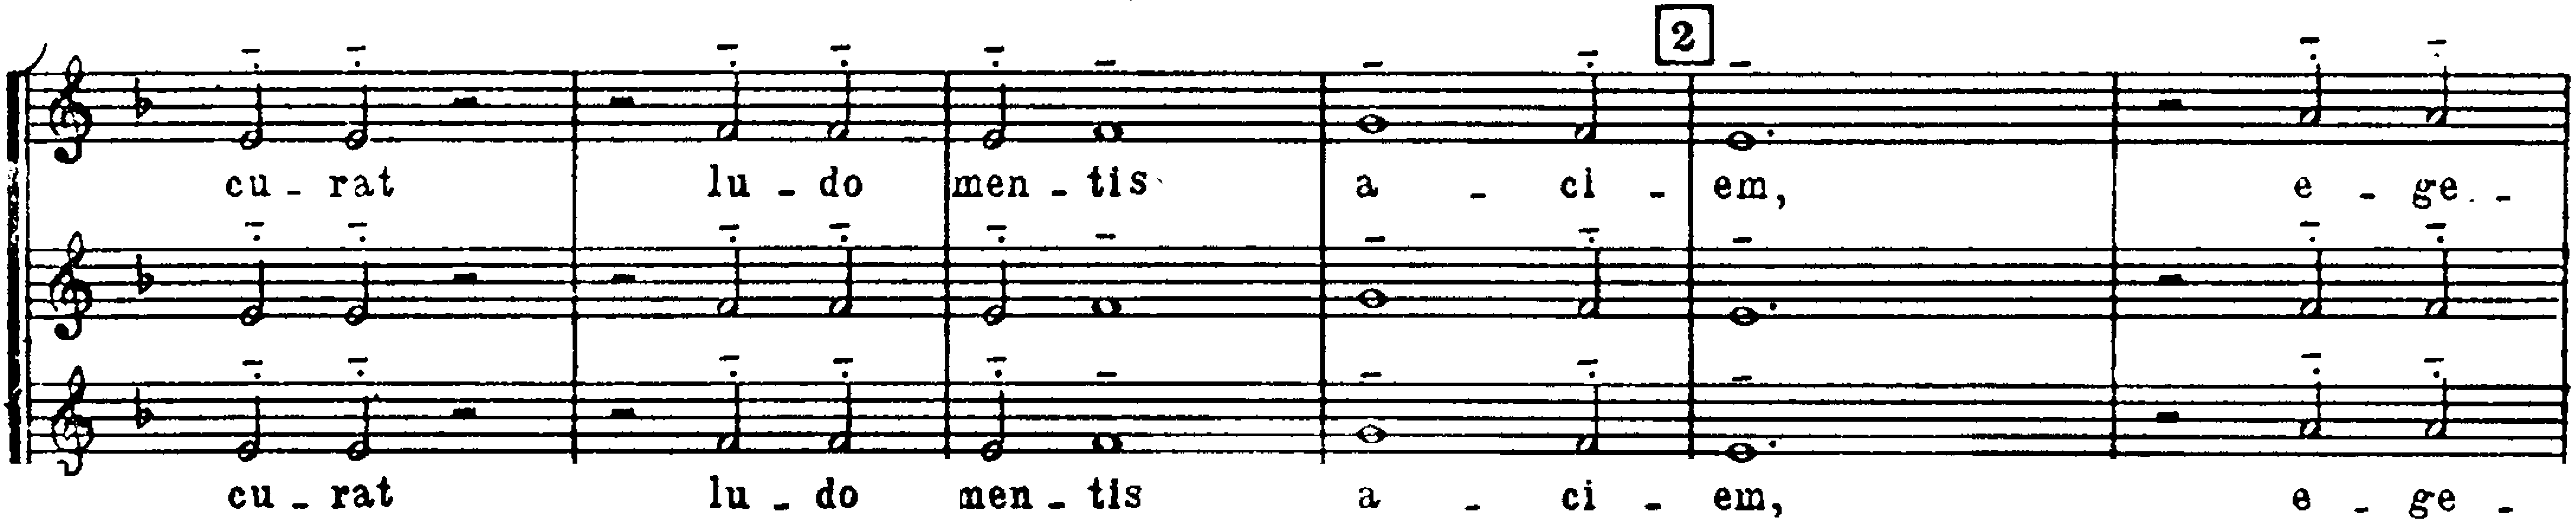 2
cu - rat lu - do men - tis a - ci - em, e - ge -
cu - rat lu - do men - tis a - ci - em, e - ge -